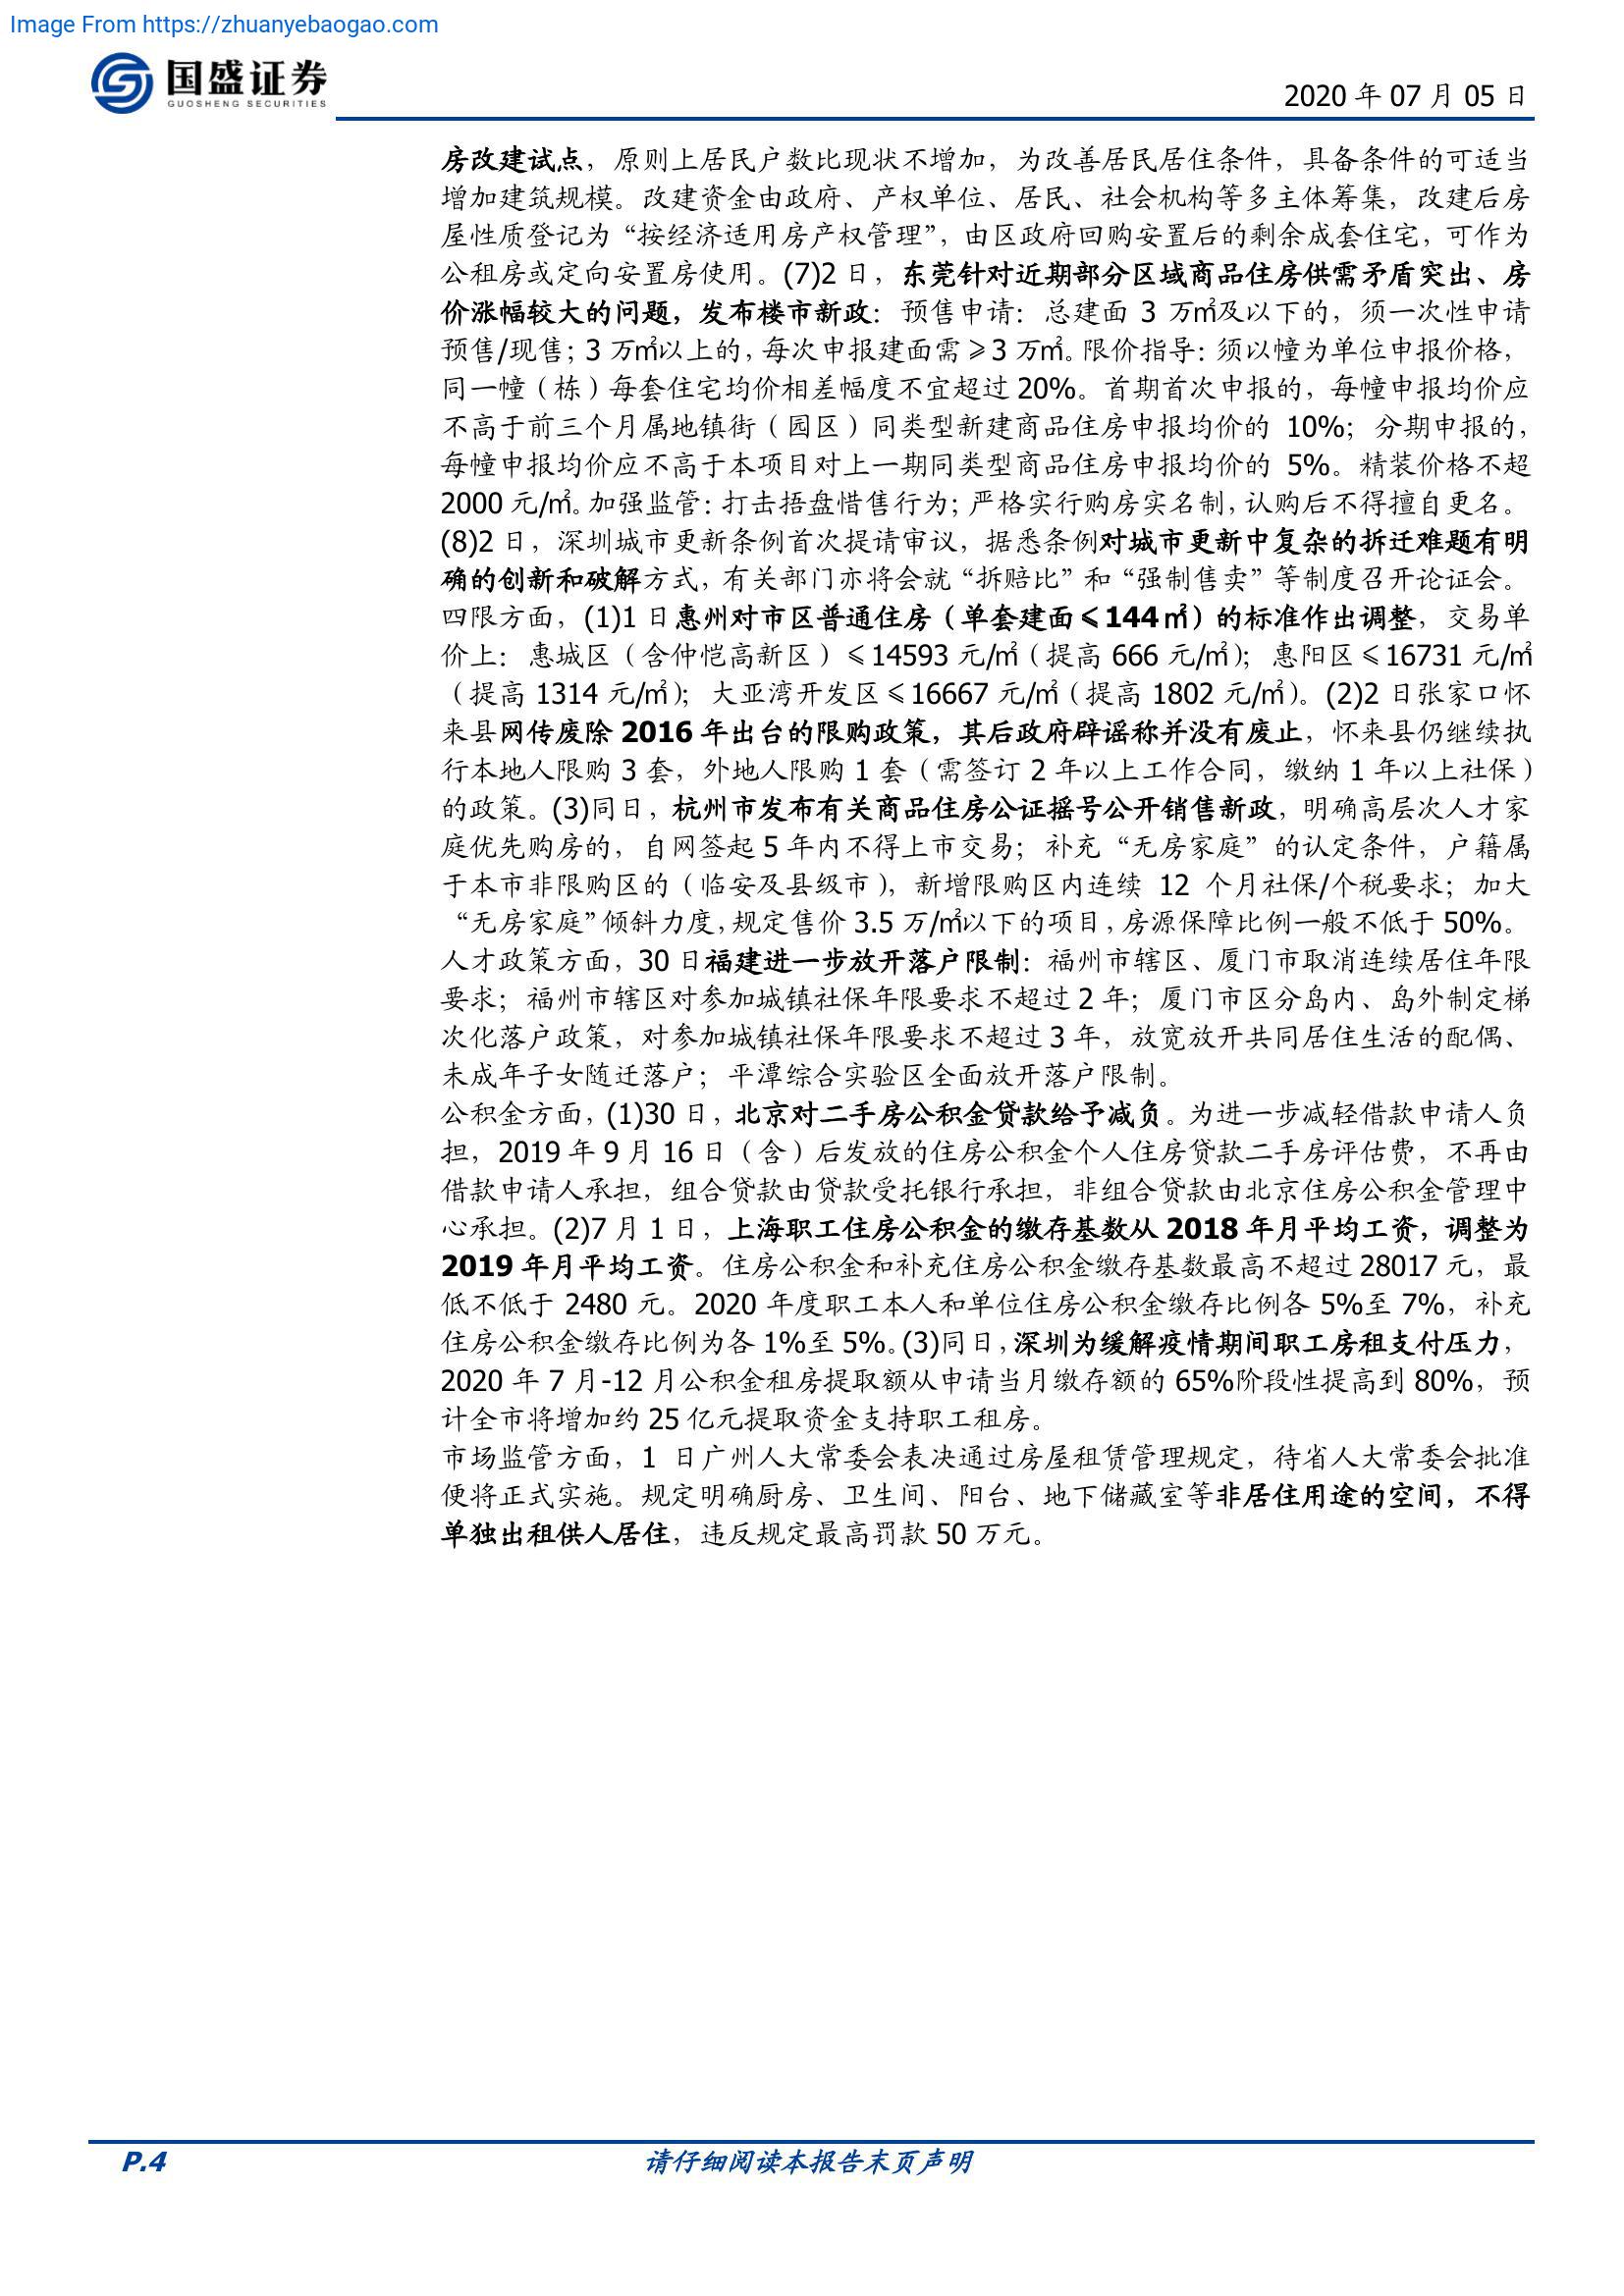 Image From https://zhuanyebaogao.com
国盛证券
GUOSHENG SECURITIES
2020 年 07 月 05 日
房改建试点，原则上居民户数比现状不增加，为改善居民居住条件，具备条件的可适当
增加建筑规模。改建资金由政府、产权单位、居民、社会机构等多主体筹集，改建后房
屋性质登记为“按经济适用房产权管理”，由区政府回购安置后的剩余成套住宅，可作为
公租房或定向安置房使用。(7)2 日，东莞针对近期部分区域商品住房供需矛盾突出、房
价涨幅较大的问题，发布楼市新政：预售申请：总建面 3 万㎡及以下的，须一次性申请
预售/现售；3 万㎡以上的，每次申报建面需≥3 万㎡。限价指导：须以幢为单位申报价格，
同一幢（栋）每套住宅均价相差幅度不宜超过 20%。首期首次申报的，每幢申报均价应
不高于前三个月属地镇街（园区）同类型新建商品住房申报均价的 10%；分期申报的，
每幢申报均价应不高于本项目对上一期同类型商品住房申报均价的 5%。精装价格不超
2000 元/㎡。加强监管：打击捂盘惜售行为；严格实行购房实名制，认购后不得擅自更名。
(8)2 日，深圳城市更新条例首次提请审议，据悉条例对城市更新中复杂的拆迁难题有明
确的创新和破解方式，有关部门亦将会就“拆赔比”和“强制售卖”等制度召开论证会。
四限方面，(1)1 日惠州对市区普通住房（单套建面≤144㎡）的标准作出调整，交易单
价上：惠城区（含仲恺高新区）≤14593 元/㎡（提高 666 元/㎡）；惠阳区≤16731 元/㎡
（提高 1314 元/㎡）；大亚湾开发区≤16667 元/㎡（提高 1802 元/㎡）。(2)2 日张家口怀
来县网传废除 2016 年出台的限购政策，其后政府辟谣称并没有废止，怀来县仍继续执
行本地人限购 3 套，外地人限购 1 套（需签订 2 年以上工作合同，缴纳 1 年以上社保）
的政策。(3)同日，杭州市发布有关商品住房公证摇号公开销售新政，明确高层次人才家
庭优先购房的，自网签起 5 年内不得上市交易；补充“无房家庭”的认定条件，户籍属
于本市非限购区的（临安及县级市），新增限购区内连续 12 个月社保/个税要求；加大
“无房家庭”倾斜力度，规定售价 3.5 万/㎡以下的项目，房源保障比例一般不低于 50%。
人才政策方面，30 日福建进一步放开落户限制：福州市辖区、厦门市取消连续居住年限
要求；福州市辖区对参加城镇社保年限要求不超过 2 年；厦门市区分岛内、岛外制定梯
次化落户政策，对参加城镇社保年限要求不超过 3 年，放宽放开共同居住生活的配偶、
未成年子女随迁落户；平潭综合实验区全面放开落户限制。
公积金方面，(1)30 日，北京对二手房公积金贷款给予减负。为进一步减轻借款申请人负
担，2019 年 9 月 16 日（含）后发放的住房公积金个人住房贷款二手房评估费，不再由
借款申请人承担，组合贷款由贷款受托银行承担，非组合贷款由北京住房公积金管理中
心承担。(2)7 月 1 日，上海职工住房公积金的缴存基数从 2018 年月平均工资，调整为
2019 年月平均工资。住房公积金和补充住房公积金缴存基数最高不超过 28017 元，最
低不低于 2480 元。2020 年度职工本人和单位住房公积金缴存比例各 5%至 7%，补充
住房公积金缴存比例为各 1%至 5%。(3)同日，深圳为缓解疫情期间职工房租支付压力，
2020 年 7 月-12 月公积金租房提取额从申请当月缴存额的 65%阶段性提高到 80%，预
计全市将增加约 25 亿元提取资金支持职工租房。
市场监管方面，1 日广州人大常委会表决通过房屋租赁管理规定，待省人大常委会批准
便将正式实施。规定明确厨房、卫生间、阳台、地下储藏室等非居住用途的空间，不得
单独出租供人居住，违反规定最高罚款 50 万元。
P.4
请仔细阅读本报告末页声明